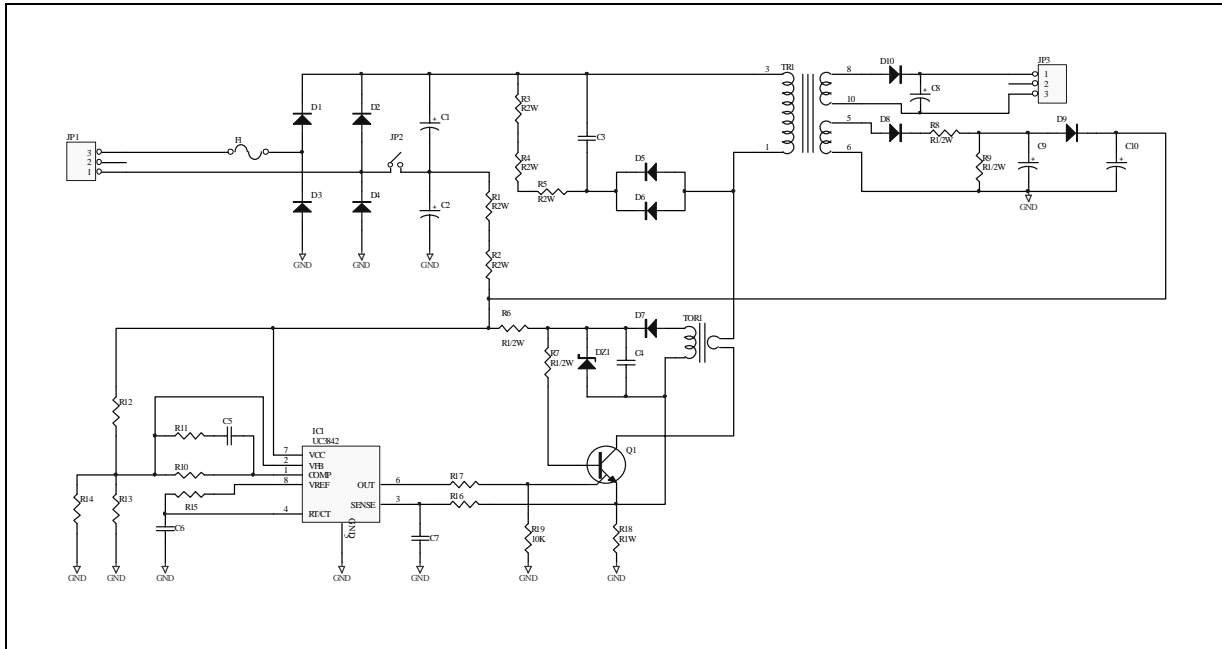 TR1
3
1
8
10
5
6
D10
C8
JP3
1
2
3
D8
R8
R1/2W
D9
R9
R1/2W
C9
C10
GND
JP1
3
2
1
F1
D1
D2
D3
D4
JP2
C1
C2
GND
GND
GND
R3
R2W
R4
R2W
R5
R2W
C3
D5
D6
R1
R2W
R2
R2W
R6
R1/2W
R7
R1/2W
DZ1
C4
D7
TOR1
R12
R11
C5
R10
R14
R13
R15
C6
IC1
UC3842
7
VCC
2
VFB
1
COMP
8
VREF
4
RT/CT
OUT
6
SENSE
3
GND
5
R17
R16
Q1
C7
R19
10K
R18
R1W
GND
GND
GND
GND
GND
GND
GND